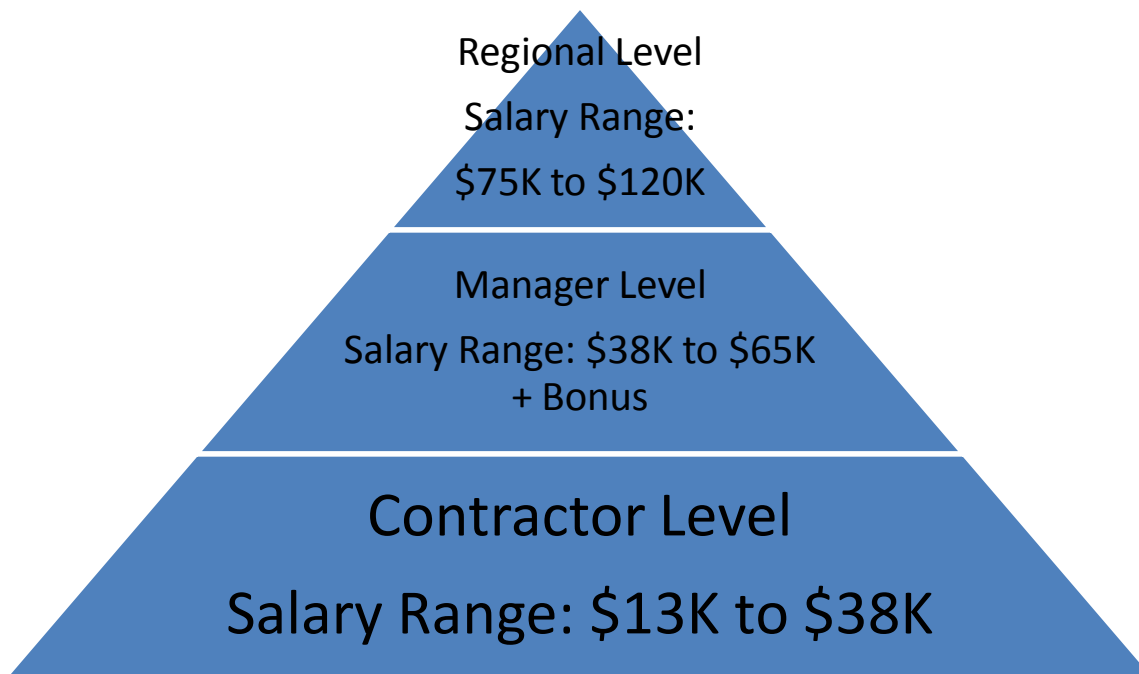 Regional Level
Salary Range:
$75K to $120K
Manager Level
Salary Range: $38K to $65K
+ Bonus
Contractor Level
Salary Range: $13K to $38K